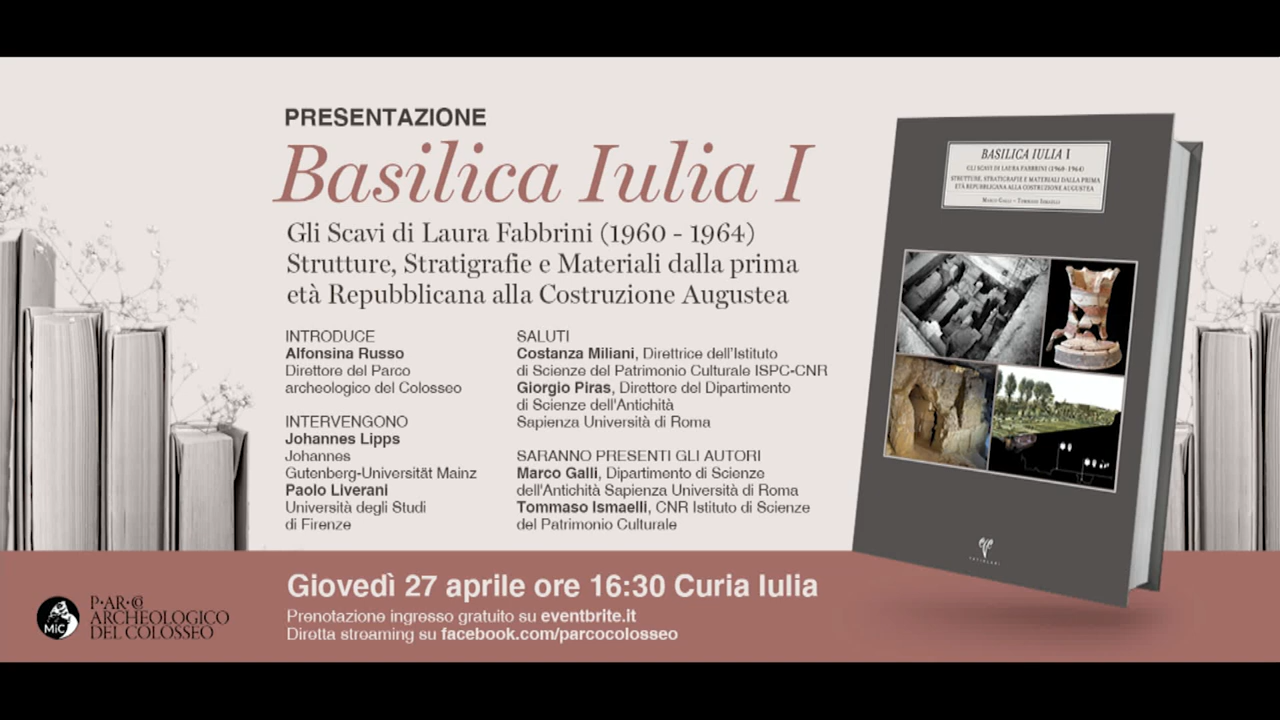 PRESENTAZIONE
Basilica Iulia I
Gli Scavi di Laura Fabbrini (1960 - 1964)
Strutture, Stratigrafie e Materiali dalla prima
età Repubblicana alla Costruzione Augustea
INTRODUCE
Alfonsina Russo
Direttore del Parco
archeologico del Colosseo
INTERVENGONO
Johannes Lipps
Johannes
Gutenberg-Universität Mainz
Paolo Liverani
Università degli Studi
di Firenze
SALUTI
Costanza Miliani, Direttrice dell'Istituto
di Scienze del Patrimonio Culturale ISPC-CNR
Giorgio Piras, Direttore del Dipartimento
di Scienze dell'Antichità
Sapienza Università di Roma
SARANNO PRESENTI GLI AUTORI
Marco Galli, Dipartimento di Scienze
dell'Antichità Sapienza Università di Roma
Tommaso Ismaelli, CNR Istituto di Scienze
del Patrimonio Culturale
BASILICA IULIA I
GLI SCAVI DI LAURA FABBRINI (1960-1964)
STRUTTURE, STRATIGRAFIE E MATERIALI DALLA PRIMA
ETÀ REPUBBLICANA ALLA COSTRUZIONE AUGUSTEA
MARCO GALLI - TOMMASO ISMAELLI
Giovedì 27 aprile ore 16:30 Curia Iulia
Prenotazione ingresso gratuito su eventbrite.it
Diretta streaming su facebook.com/parcocolosseo
MiC
P·AR·CO
ARCHEOLOGICO
DEL COLOSSEO